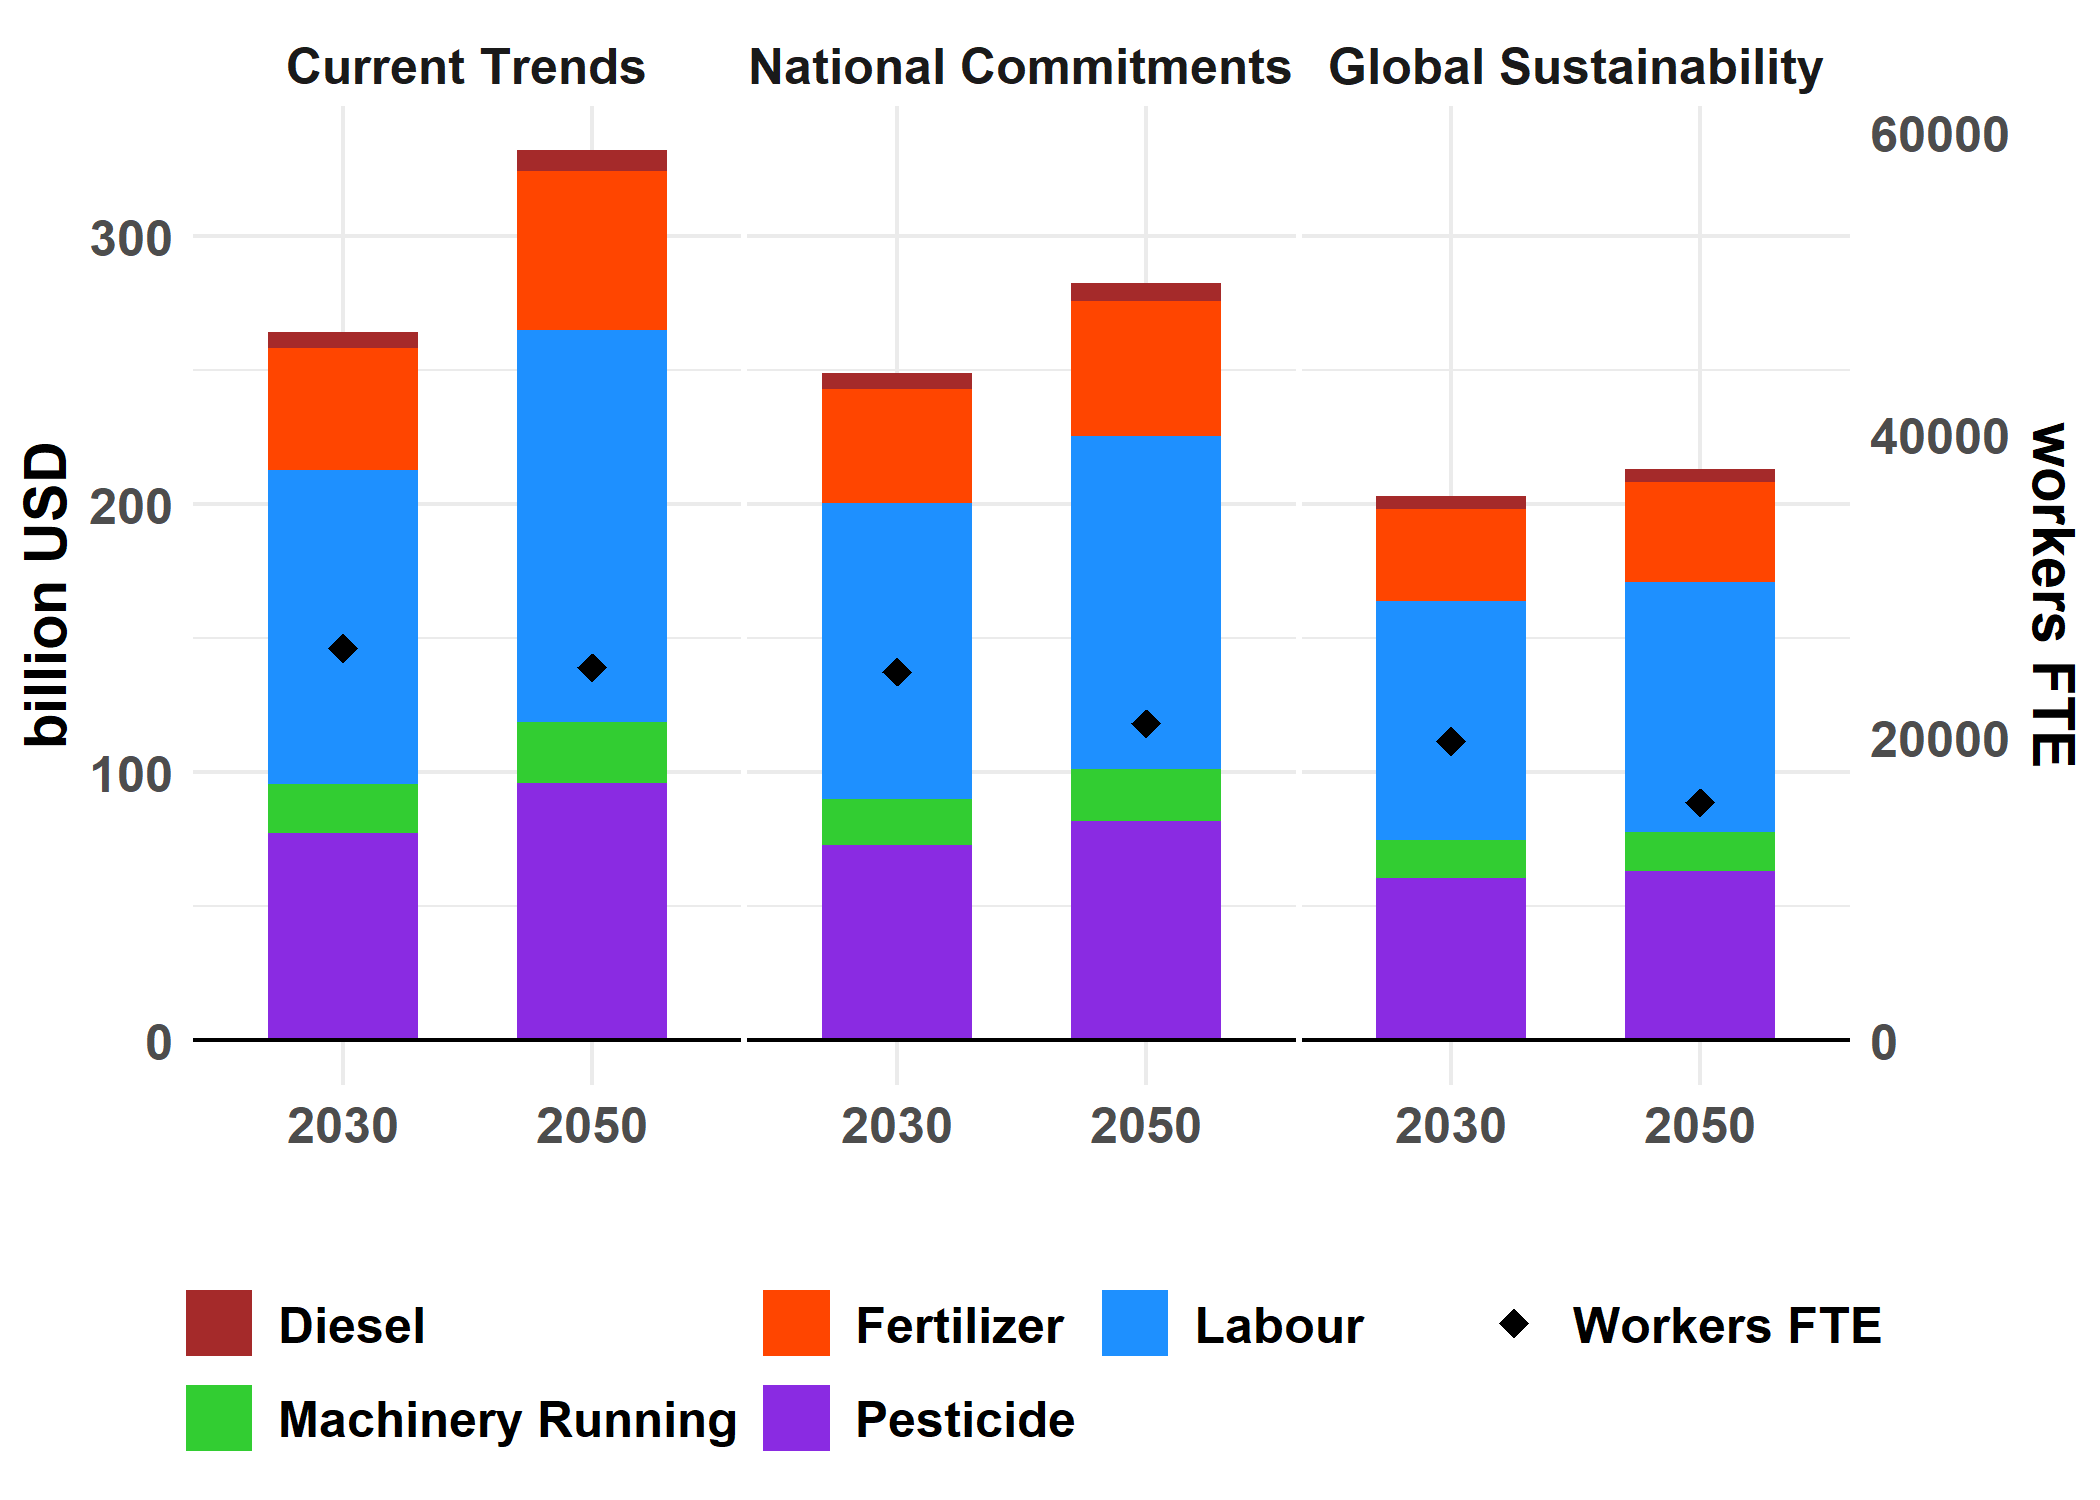 Current Trends
National Commitments
Global Sustainability
billion USD
300
200
100
0
60000
40000
20000
0
workers FTE
2030
2050
2030
2050
2030
2050
Diesel
Fertilizer
Labour
Workers FTE
Machinery Running
Pesticide